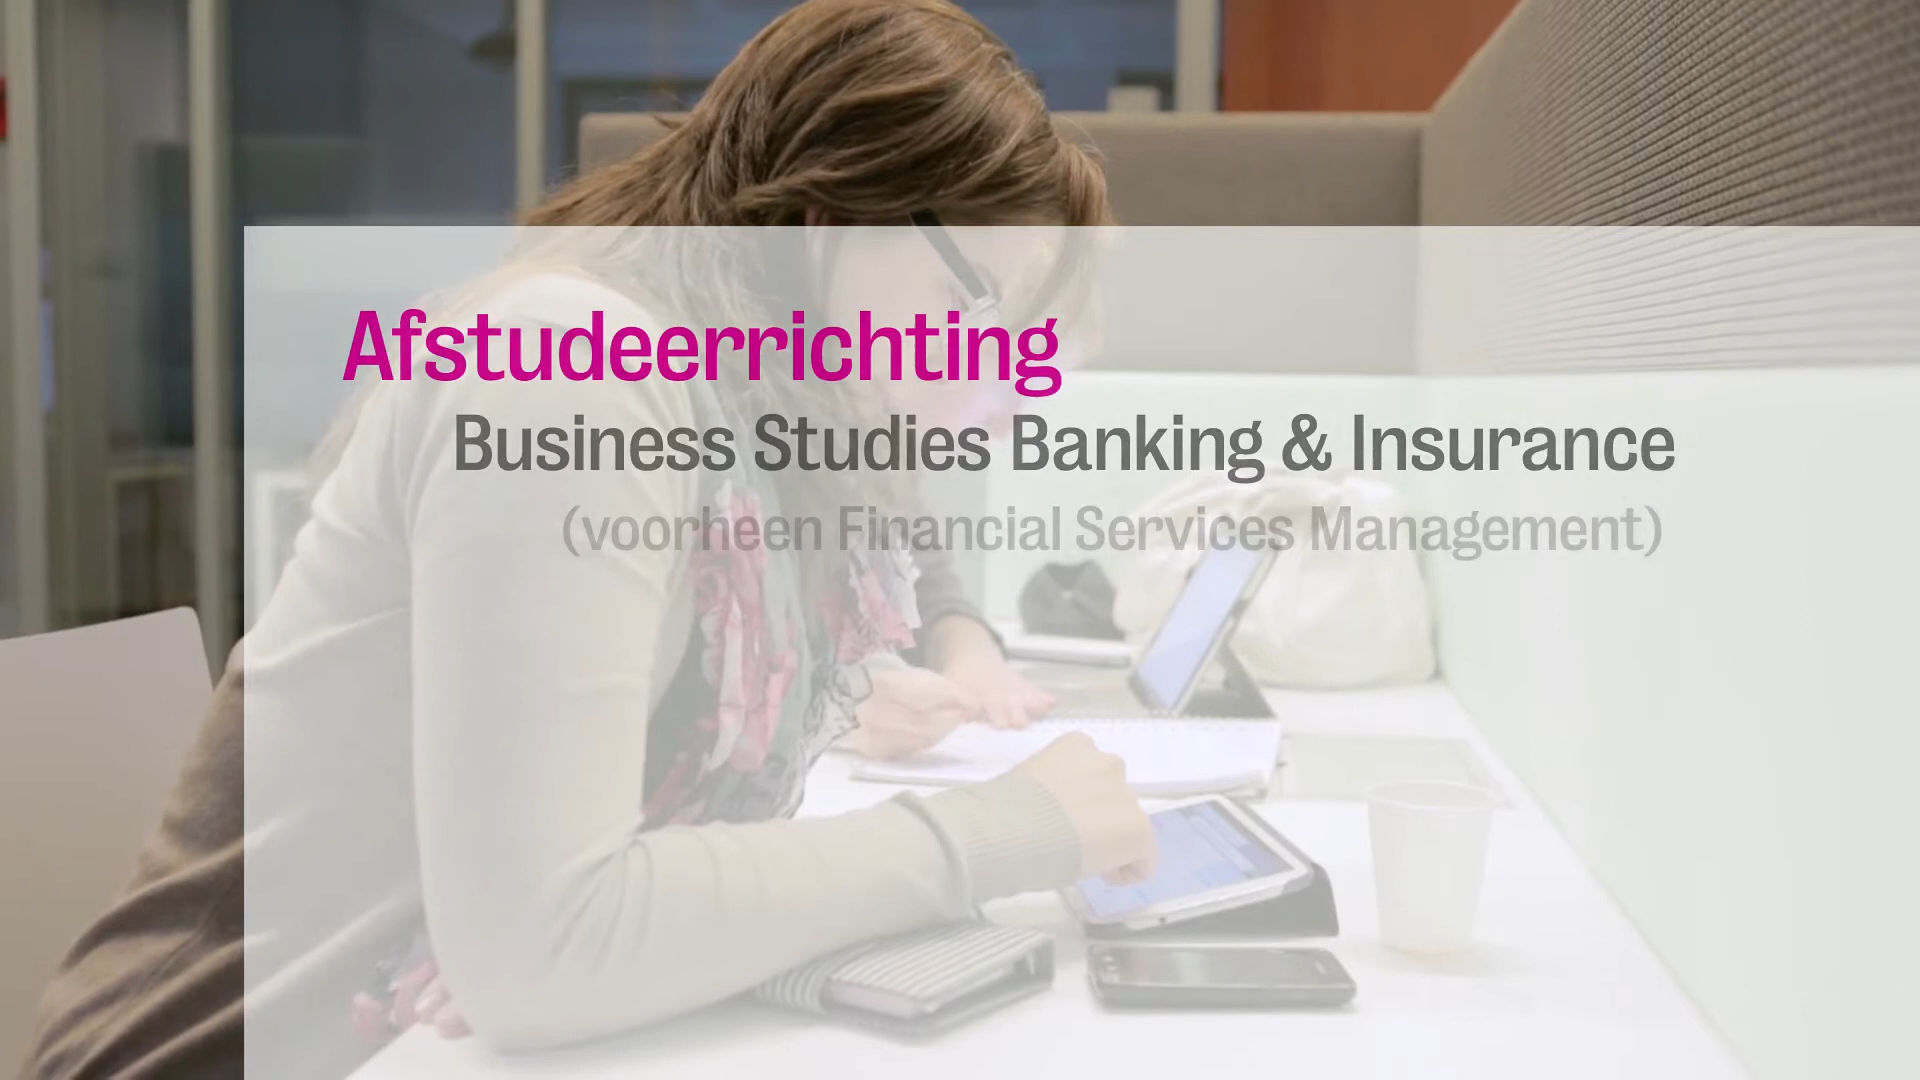 Afstudeerrichting
Business Studies Banking & Insurance
(voorheen Financial Services Management)